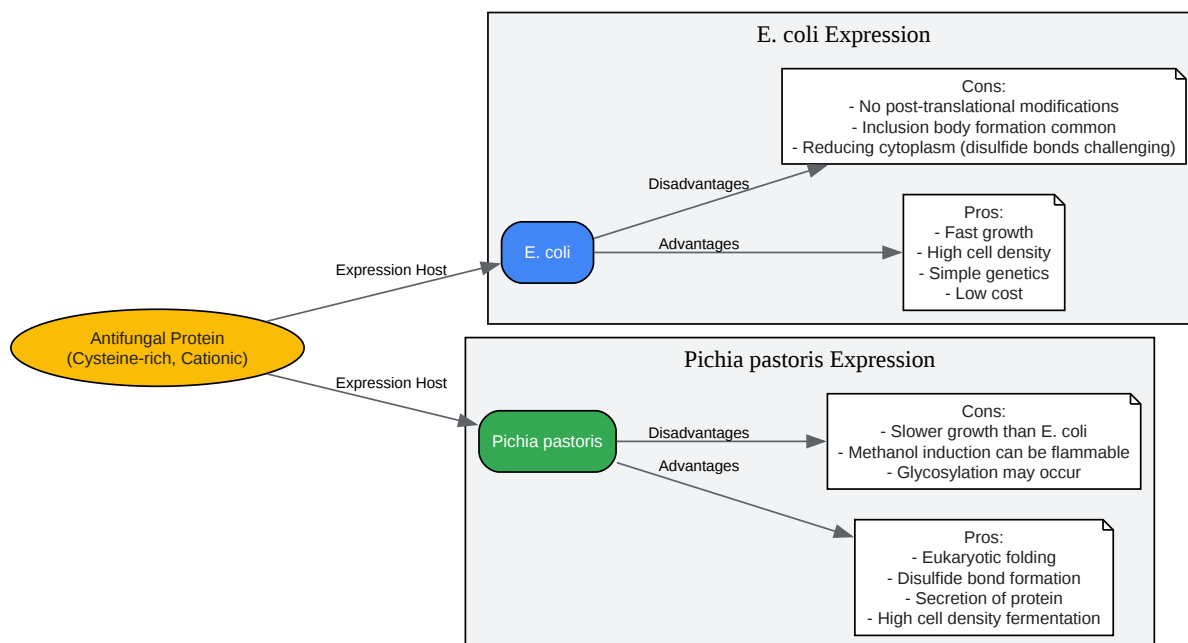 E. coli Expression
Cons:
- No post-translational modifications
- Inclusion body formation common
- Reducing cytoplasm (disulfide bonds challenging)
Disadvantages
Pros:
- Fast growth
- High cell density
- Simple genetics
- Low cost
Advantages
E. coli
Expression Host
Antifungal Protein
(Cysteine-rich, Cationic)
Expression Host
Pichia pastoris Expression
Pichia pastoris
Disadvantages
Cons:
- Slower growth than E. coli
- Methanol induction can be flammable
- Glycosylation may occur
Advantages
Pros:
- Eukaryotic folding
- Disulfide bond formation
- Secretion of protein
- High cell density fermentation